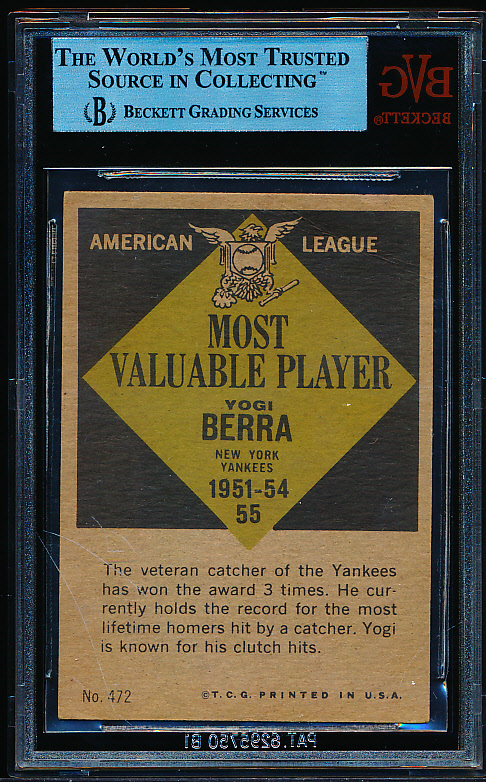 THE WORLD'S MOST TRUSTED
SOURCE IN COLLECTING™
B BECKETT GRADING SERVICES
BVG
BECKETT®
AMERICAN LEAGUE
MOST
VALUABLE PLAYER
YOGI
BERRA
NEW YORK
YANKEES
1951-54
55
The veteran catcher of the Yankees
has won the award 3 times. He cur-
rently holds the record for the most
lifetime homers hit by a catcher. Yogi
is known for his clutch hits.
No. 472 ©T.C.G. PRINTED IN U.S.A.
PAT. 6295750 B1